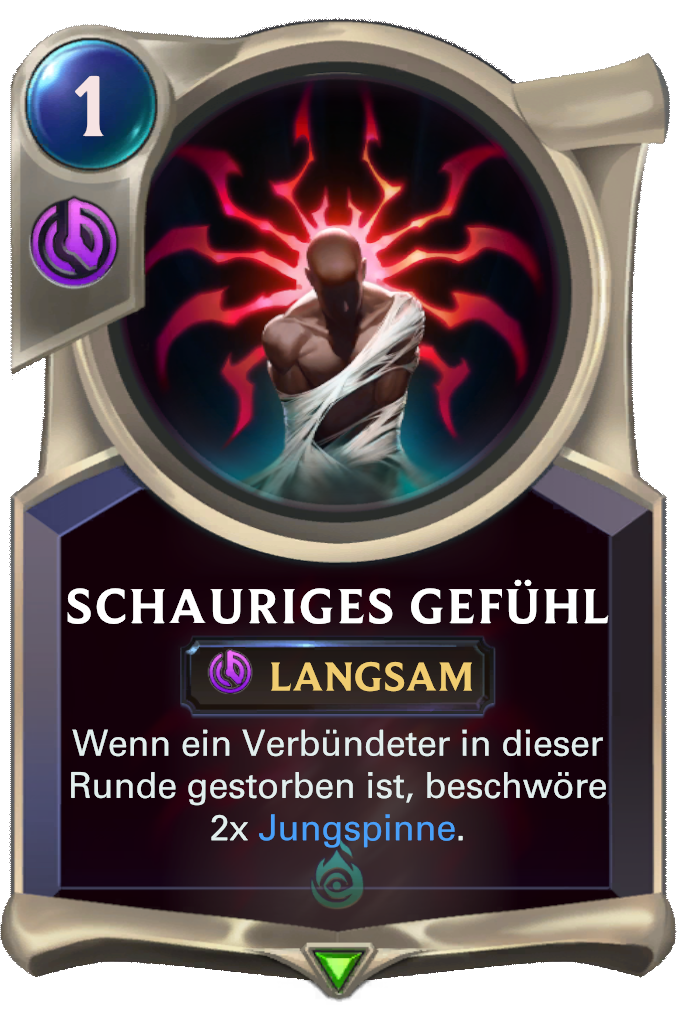 1
SCHAURIGES GEFÜHL
LANGSAM
Wenn ein Verbündeter in dieser
Runde gestorben ist, beschwöre
2x Jungspinne.